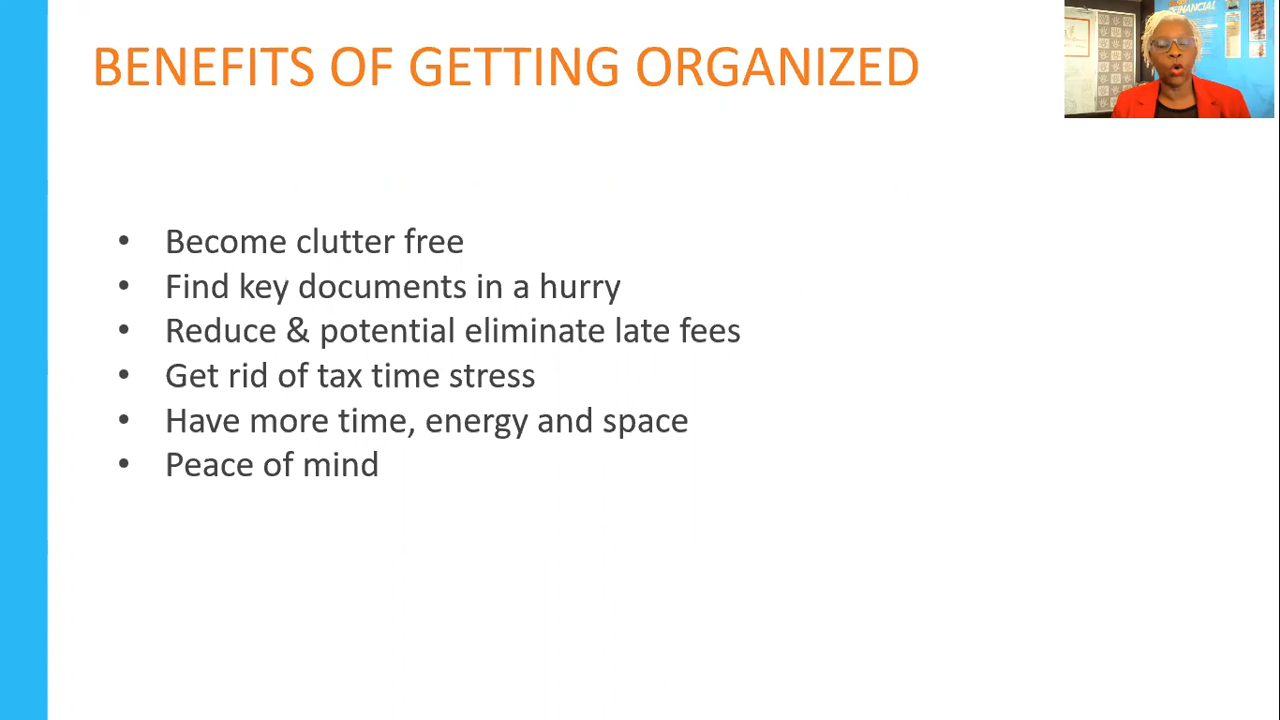 BENEFITS OF GETTING ORGANIZED
FINANCIAL
• Become clutter free
• Find key documents in a hurry
• Reduce & potential eliminate late fees
• Get rid of tax time stress
• Have more time, energy and space
• Peace of mind